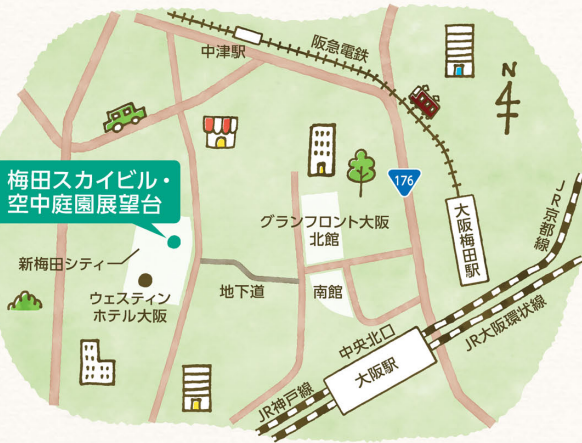 中津駅
阪急電鉄
N
176
梅田スカイビル・
空中庭園展望台
グランフロント大阪
北館
大阪梅田駅
JR京都線
新梅田シティ
ウェスティン
ホテル大阪
地下道
南館
中央北口
大阪駅
JR大阪環状線
JR神戸線